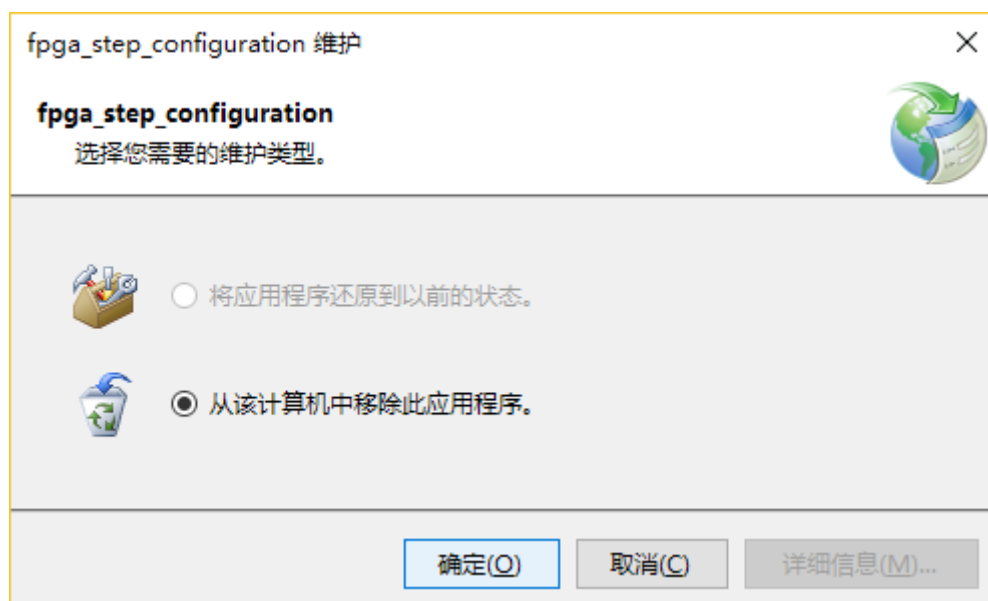 fpga_step_configuration 维护
fpga_step_configuration
选择您需要的维护类型。
将应用程序还原到以前的状态。
从该计算机中移除此应用程序。
确定(O)
取消(C)
详细信息(M)...